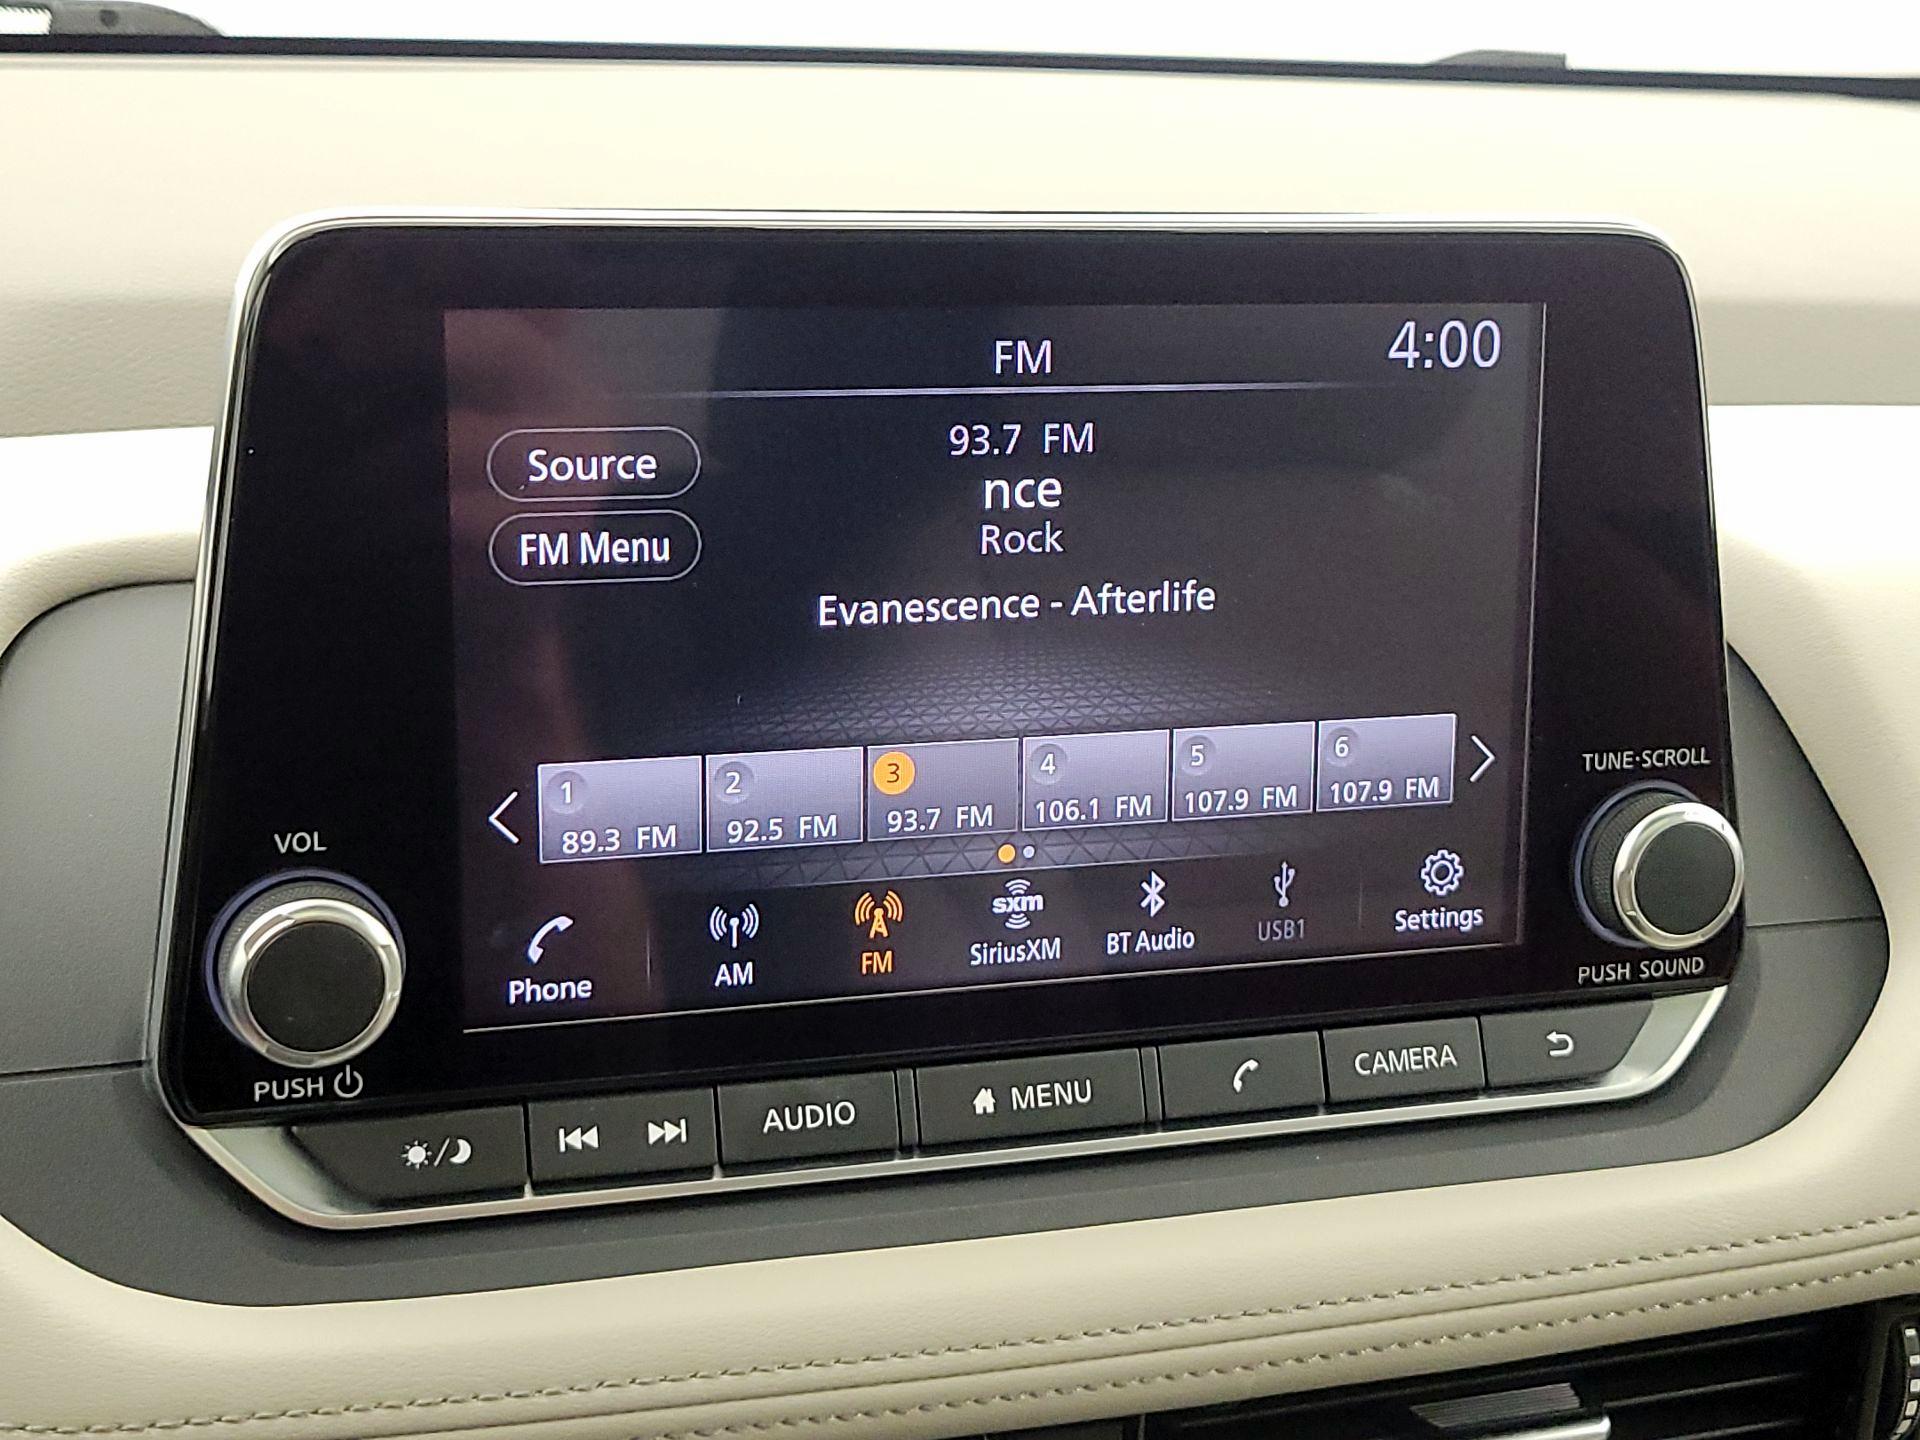 FM
4:00
Source
93.7 FM
nce
FM Menu
Rock
Evanescence - Afterlife
1
89.3 FM
2
92.5 FM
3
93.7 FM
4
106.1 FM
5
107.9 FM
6
107.9 FM
Phone
AM
FM
sxm
SiriusXM
BT Audio
USB1
Settings
VOL
PUSH
TUNE·SCROLL
PUSH SOUND
AUDIO
MENU
CAMERA